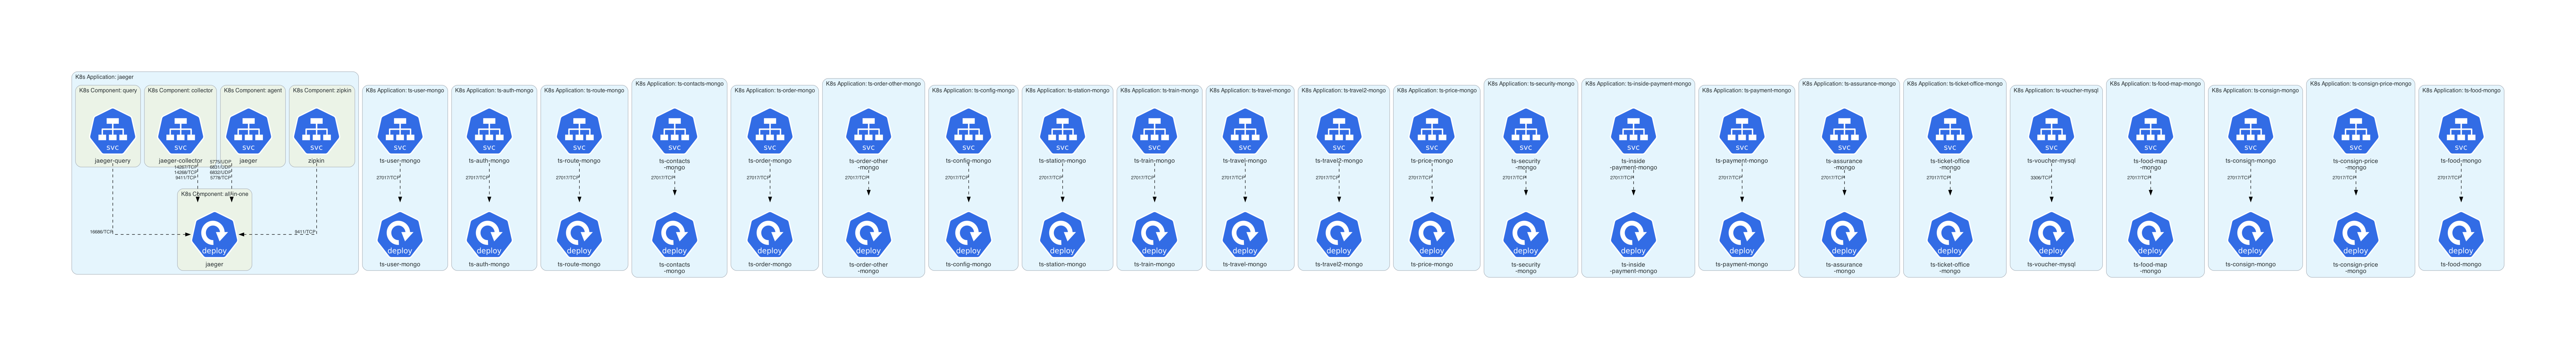 K8s Application: jaeger
K8s Component: query
K8s Component: collector
K8s Component: agent
K8s Component: zipkin
svc
jaeger-query
svc
jaeger-collector
svc
jaeger
svc
zipkin
14267/TCP
14268/TCP
9411/TCP
5775/UDP
6831/UDP
6832/UDP
5778/TCP
K8s Component: all-in-one
16686/TCP
9411/TCP
deploy
jaeger
K8s Application: ts-user-mongo
svc
ts-user-mongo
27017/TCP
deploy
ts-user-mongo
K8s Application: ts-auth-mongo
svc
ts-auth-mongo
27017/TCP
deploy
ts-auth-mongo
K8s Application: ts-route-mongo
svc
ts-route-mongo
27017/TCP
deploy
ts-route-mongo
K8s Application: ts-contacts-mongo
svc
ts-contacts
-mongo
27017/TCP
deploy
ts-contacts
-mongo
K8s Application: ts-order-mongo
svc
ts-order-mongo
27017/TCP
deploy
ts-order-mongo
K8s Application: ts-order-other-mongo
svc
ts-order-other
-mongo
27017/TCP
deploy
ts-order-other
-mongo
K8s Application: ts-config-mongo
svc
ts-config-mongo
27017/TCP
deploy
ts-config-mongo
K8s Application: ts-station-mongo
svc
ts-station-mongo
27017/TCP
deploy
ts-station-mongo
K8s Application: ts-train-mongo
svc
ts-train-mongo
27017/TCP
deploy
ts-train-mongo
K8s Application: ts-travel-mongo
svc
ts-travel-mongo
27017/TCP
deploy
ts-travel-mongo
K8s Application: ts-travel2-mongo
svc
ts-travel2-mongo
27017/TCP
deploy
ts-travel2-mongo
K8s Application: ts-price-mongo
svc
ts-price-mongo
27017/TCP
deploy
ts-price-mongo
K8s Application: ts-security-mongo
svc
ts-security
-mongo
27017/TCP
deploy
ts-security
-mongo
K8s Application: ts-inside-payment-mongo
svc
ts-inside
-payment-mongo
27017/TCP
deploy
ts-inside
-payment-mongo
K8s Application: ts-payment-mongo
svc
ts-payment-mongo
27017/TCP
deploy
ts-payment-mongo
K8s Application: ts-assurance-mongo
svc
ts-assurance
-mongo
27017/TCP
deploy
ts-assurance
-mongo
K8s Application: ts-ticket-office-mongo
svc
ts-ticket-office
-mongo
27017/TCP
deploy
ts-ticket-office
-mongo
K8s Application: ts-voucher-mysql
svc
ts-voucher-mysql
3306/TCP
deploy
ts-voucher-mysql
K8s Application: ts-food-map-mongo
svc
ts-food-map
-mongo
27017/TCP
deploy
ts-food-map
-mongo
K8s Application: ts-consign-mongo
svc
ts-consign-mongo
27017/TCP
deploy
ts-consign-mongo
K8s Application: ts-consign-price-mongo
svc
ts-consign-price
-mongo
27017/TCP
deploy
ts-consign-price
-mongo
K8s Application: ts-food-mongo
svc
ts-food-mongo
27017/TCP
deploy
ts-food-mongo